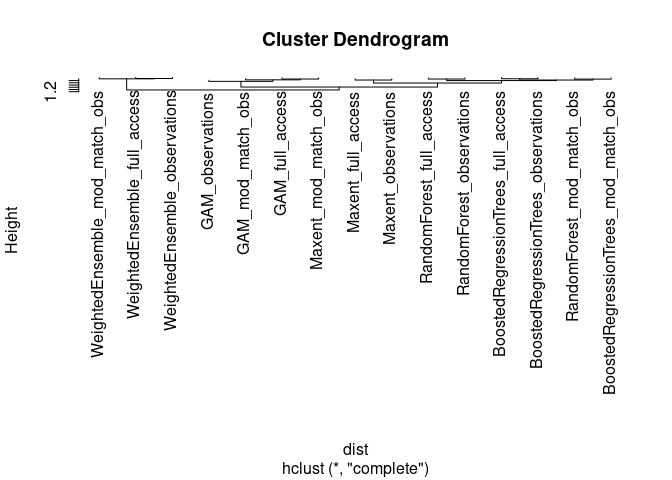 Cluster Dendrogram
1.2
Height
WeightedEnsemble_mod_match_obs
WeightedEnsemble_full_access
WeightedEnsemble_observations
GAM_observations
GAM_mod_match_obs
GAM_full_access
Maxent_mod_match_obs
Maxent_full_access
Maxent_observations
RandomForest_full_access
RandomForest_observations
BoostedRegressionTrees_full_access
BoostedRegressionTrees_observations
RandomForest_mod_match_obs
BoostedRegressionTrees_mod_match_obs
dist
hclust (*, "complete")